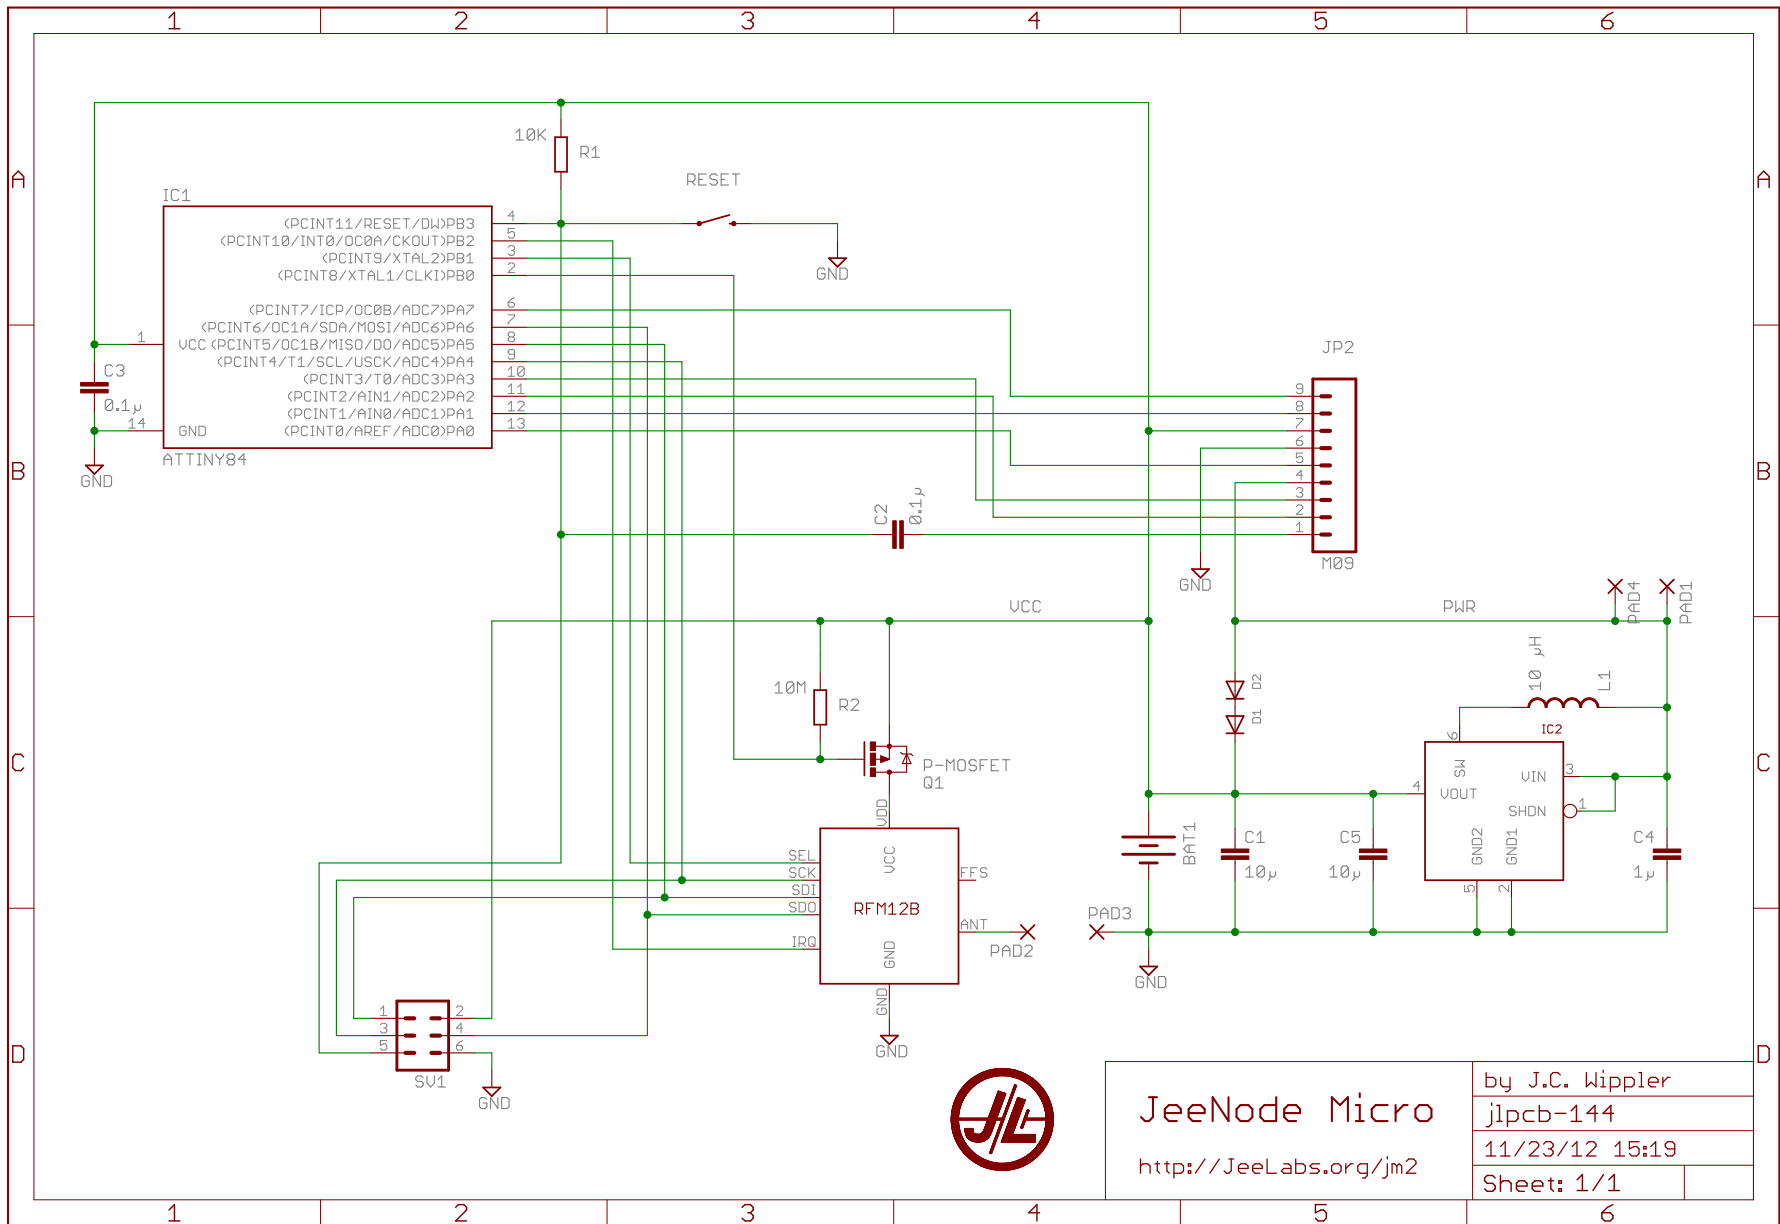 1 2 3 4 5 6
A A
B B
C C
D D
10K
R1
RESET
GND
IC1
(PCINT11/RESET/DW)PB3 4
(PCINT10/INT0/OC0A/CKOUT)PB2 5
(PCINT9/XTAL2)PB1 3
(PCINT8/XTAL1/CLKI)PB0 2
(PCINT7/ICP/OC0B/ADC7)PA7 6
(PCINT6/OC1A/SDA/MOSI/ADC6)PA6 7
1 VCC (PCINT5/OC1B/MISO/DO/ADC5)PA5 8
(PCINT4/T1/SCL/USCK/ADC4)PA4 9
(PCINT3/T0/ADC3)PA3 10
(PCINT2/AIN1/ADC2)PA2 11
(PCINT1/AIN0/ADC1)PA1 12
14 GND (PCINT0/AREF/ADC0)PA0 13
ATTINY84
C3
0.1µ
GND
JP2
9
8
7
6
5
4
3
2
1
M09
C2
0.1µ
GND
VCC
PWR
PAD4
PAD1
10M
R2
P-MOSFET
Q1
D2
D1
10 µH
L1
IC2
6
SW
VIN 3
4 VOUT
SHDN 1
GND2
GND1
5
2
BAT1
C1
10µ
C5
10µ
C4
1µ
PAD3
GND
VDD
VCC
SEL
SCK
SDI
SDO
IRQ
RFM12B
FFS
ANT
PAD2
GND
GND
GND
1 2
3 4
5 6
SV1
GND
JL
JeeNode Micro
http://JeeLabs.org/jm2
by J.C. Wippler
jlpcb-144
11/23/12 15:19
Sheet: 1/1
1 2 3 4 5 6